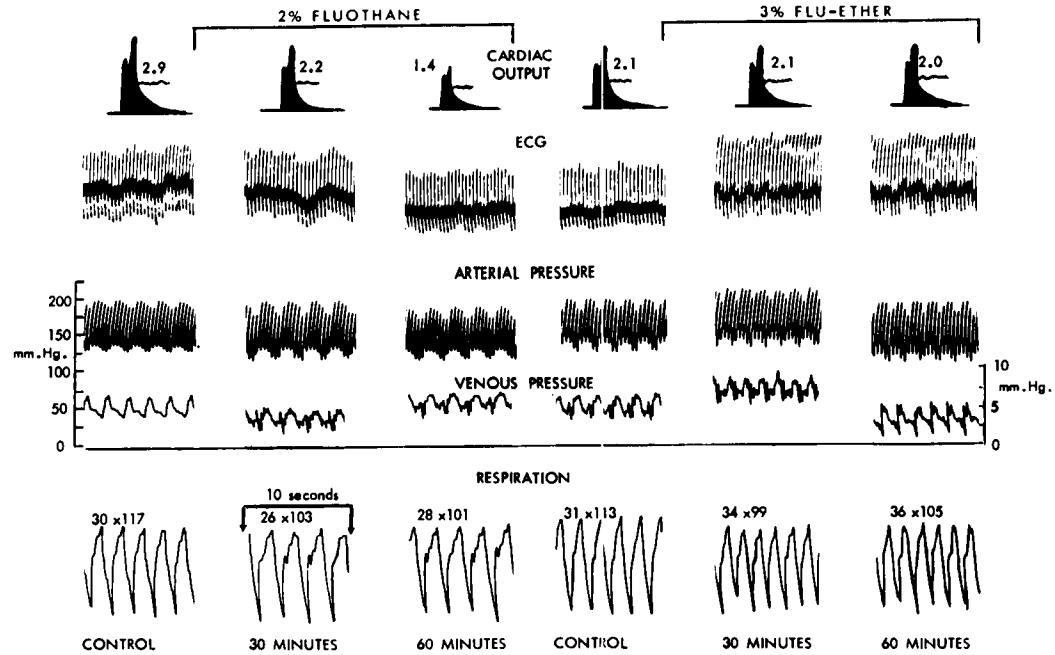 2% FLUOTHANE
3% FLU-ETHER
CARDIAC
OUTPUT
2.9
2.2
1.4
2.1
2.1
2.0
ECG
ARTERIAL PRESSURE
200
150
mm.Hg.
100
50
0
VENOUS PRESSURE
10
mm.Hg.
5
0
RESPIRATION
10 seconds
30 x117
26 x103
28 x101
31 x113
34 x99
36 x105
CONTROL
30 MINUTES
60 MINUTES
CONTROL
30 MINUTES
60 MINUTES